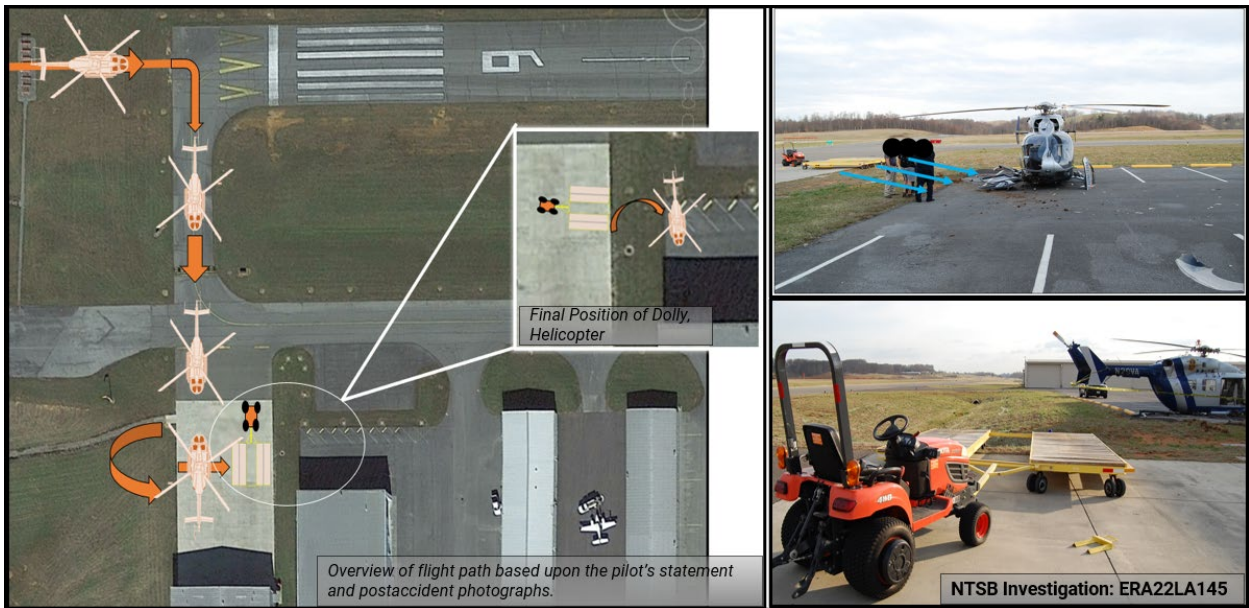 9
Final Position of Dolly,
Helicopter
Overview of flight path based upon the pilot's statement
and postaccident photographs.
NTSB Investigation: ERA22LA145